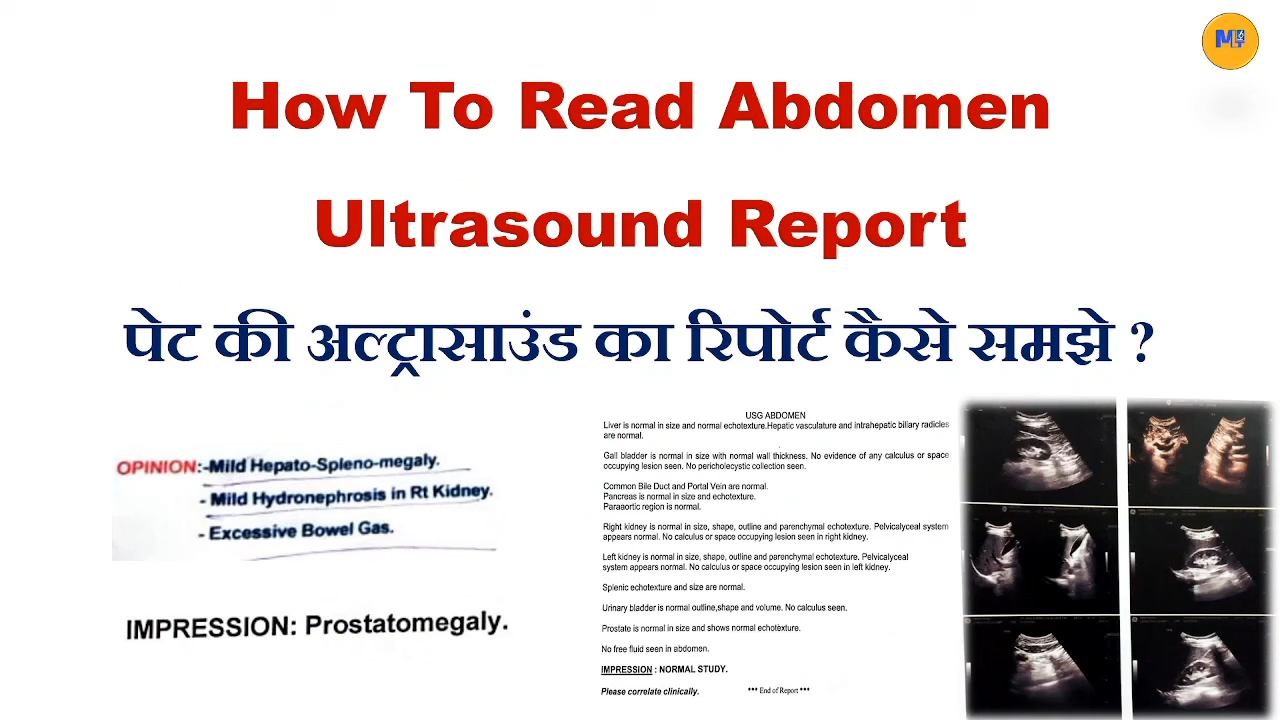 MLT
How To Read Abdomen
Ultrasound Report
पेट की अल्ट्रासाउंड का रिपोर्ट कैसे समझे ?
OPINION:-Mild Hepato-Spleno-megaly.
- Mild Hydronephrosis in Rt Kidney.
- Excessive Bowel Gas.
IMPRESSION: Prostatomegaly.
USG ABDOMEN
Liver is normal in size and normal echotexture.Hepatic vasculature and intrahepatic biliary radicles
are normal.
Gall bladder is normal in size with normal wall thickness. No evidence of any calculus or space
occupying lesion seen. No pericholecystic collection seen.
Common Bile Duct and Portal Vein are normal.
Pancreas is normal in size and echotexture.
Paraaortic region is normal.
Right kidney is normal in size, shape, outline and parenchymal echotexture. Pelvicalyceal system
appears normal. No calculus or space occupying lesion seen in right kidney.
Left kidney is normal in size, shape, outline and parenchymal echotexture. Pelvicalyceal
system appears normal. No calculus or space occupying lesion seen in left kidney.
Splenic echotexture and size are normal.
Urinary bladder is normal outline,shape and volume. No calculus seen.
Prostate is normal in size and shows normal echotexture.
No free fluid seen in abdomen.
IMPRESSION : NORMAL STUDY.
Please correlate clinically.
*** End of Report ***